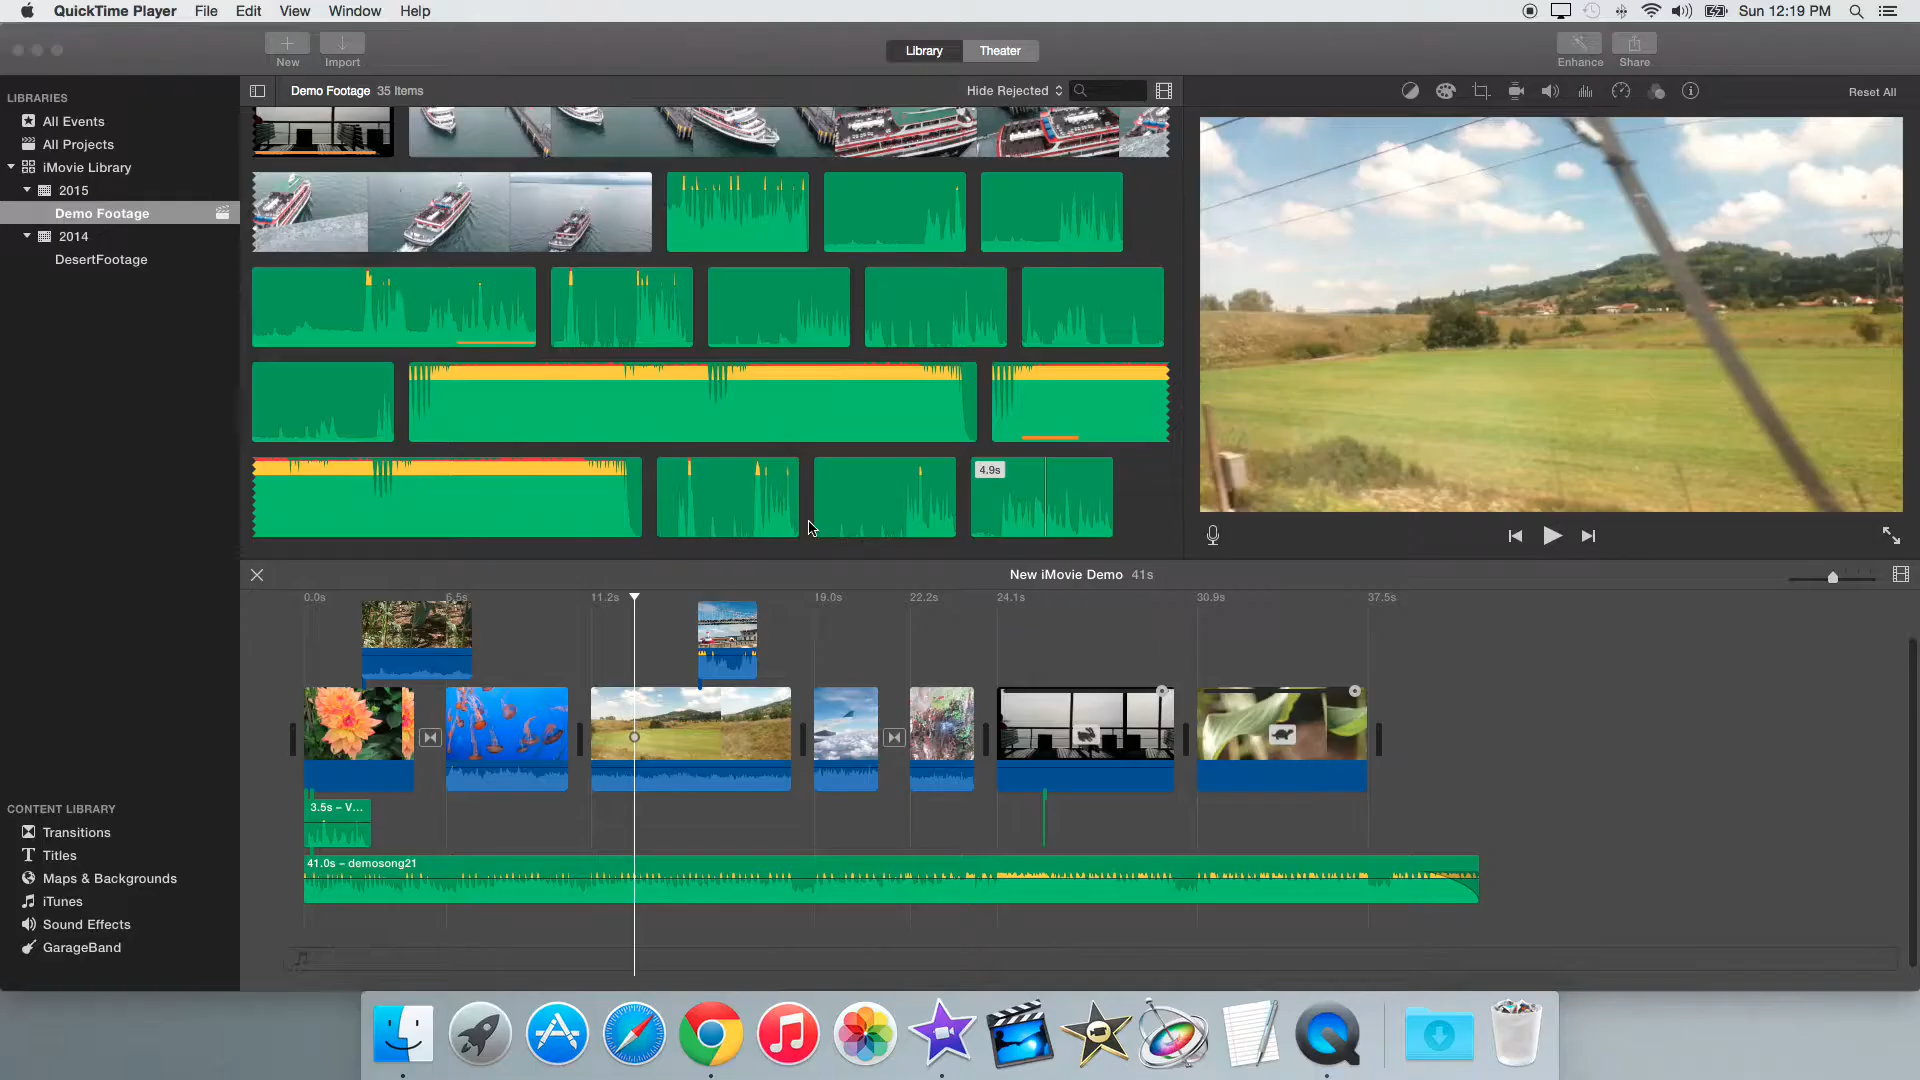 QuickTime Player File Edit View Window Help Sun 12:19 PM
New Import Library Theater Enhance Share
LIBRARIES
All Events
All Projects
iMovie Library
2015
Demo Footage
2014
DesertFootage
Demo Footage 35 Items Hide Rejected
Reset All
4.9s
New iMovie Demo 41s
0.0s 6.5s 11.2s 19.0s 22.2s 24.1s 30.9s 37.5s
3.5s – V...
41.0s – demosong21
CONTENT LIBRARY
Transitions
Titles
Maps & Backgrounds
iTunes
Sound Effects
GarageBand